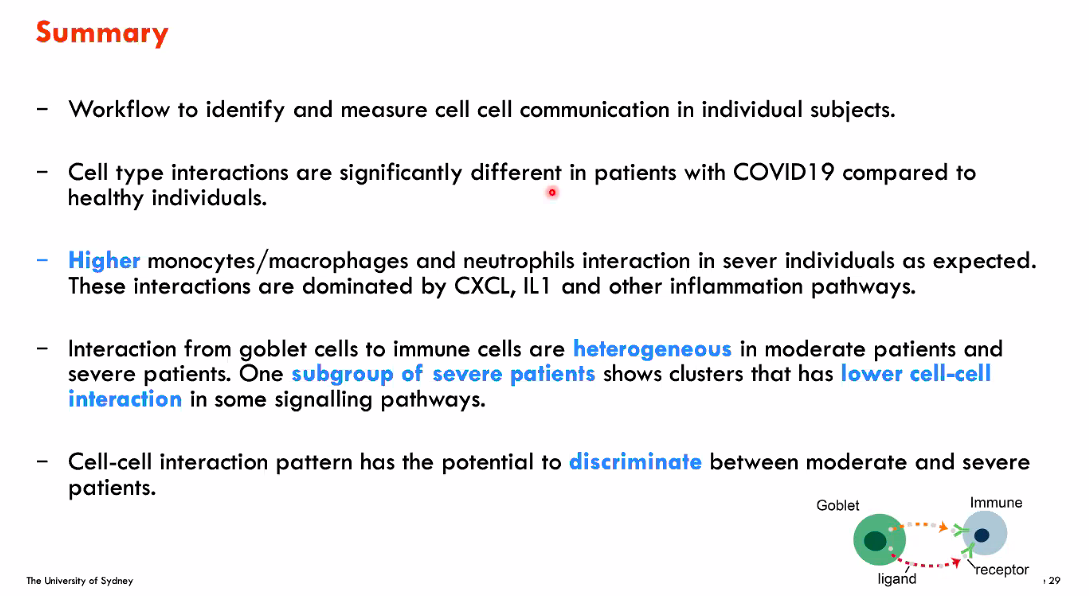 Summary
– Workflow to identify and measure cell cell communication in individual subjects.
– Cell type interactions are significantly different in patients with COVID19 compared to
healthy individuals.
– Higher monocytes/macrophages and neutrophils interaction in sever individuals as expected.
These interactions are dominated by CXCL, IL1 and other inflammation pathways.
– Interaction from goblet cells to immune cells are heterogeneous in moderate patients and
severe patients. One subgroup of severe patients shows clusters that has lower cell-cell
interaction in some signalling pathways.
– Cell-cell interaction pattern has the potential to discriminate between moderate and severe
patients.
Goblet
Immune
ligand
receptor
The University of Sydney
29